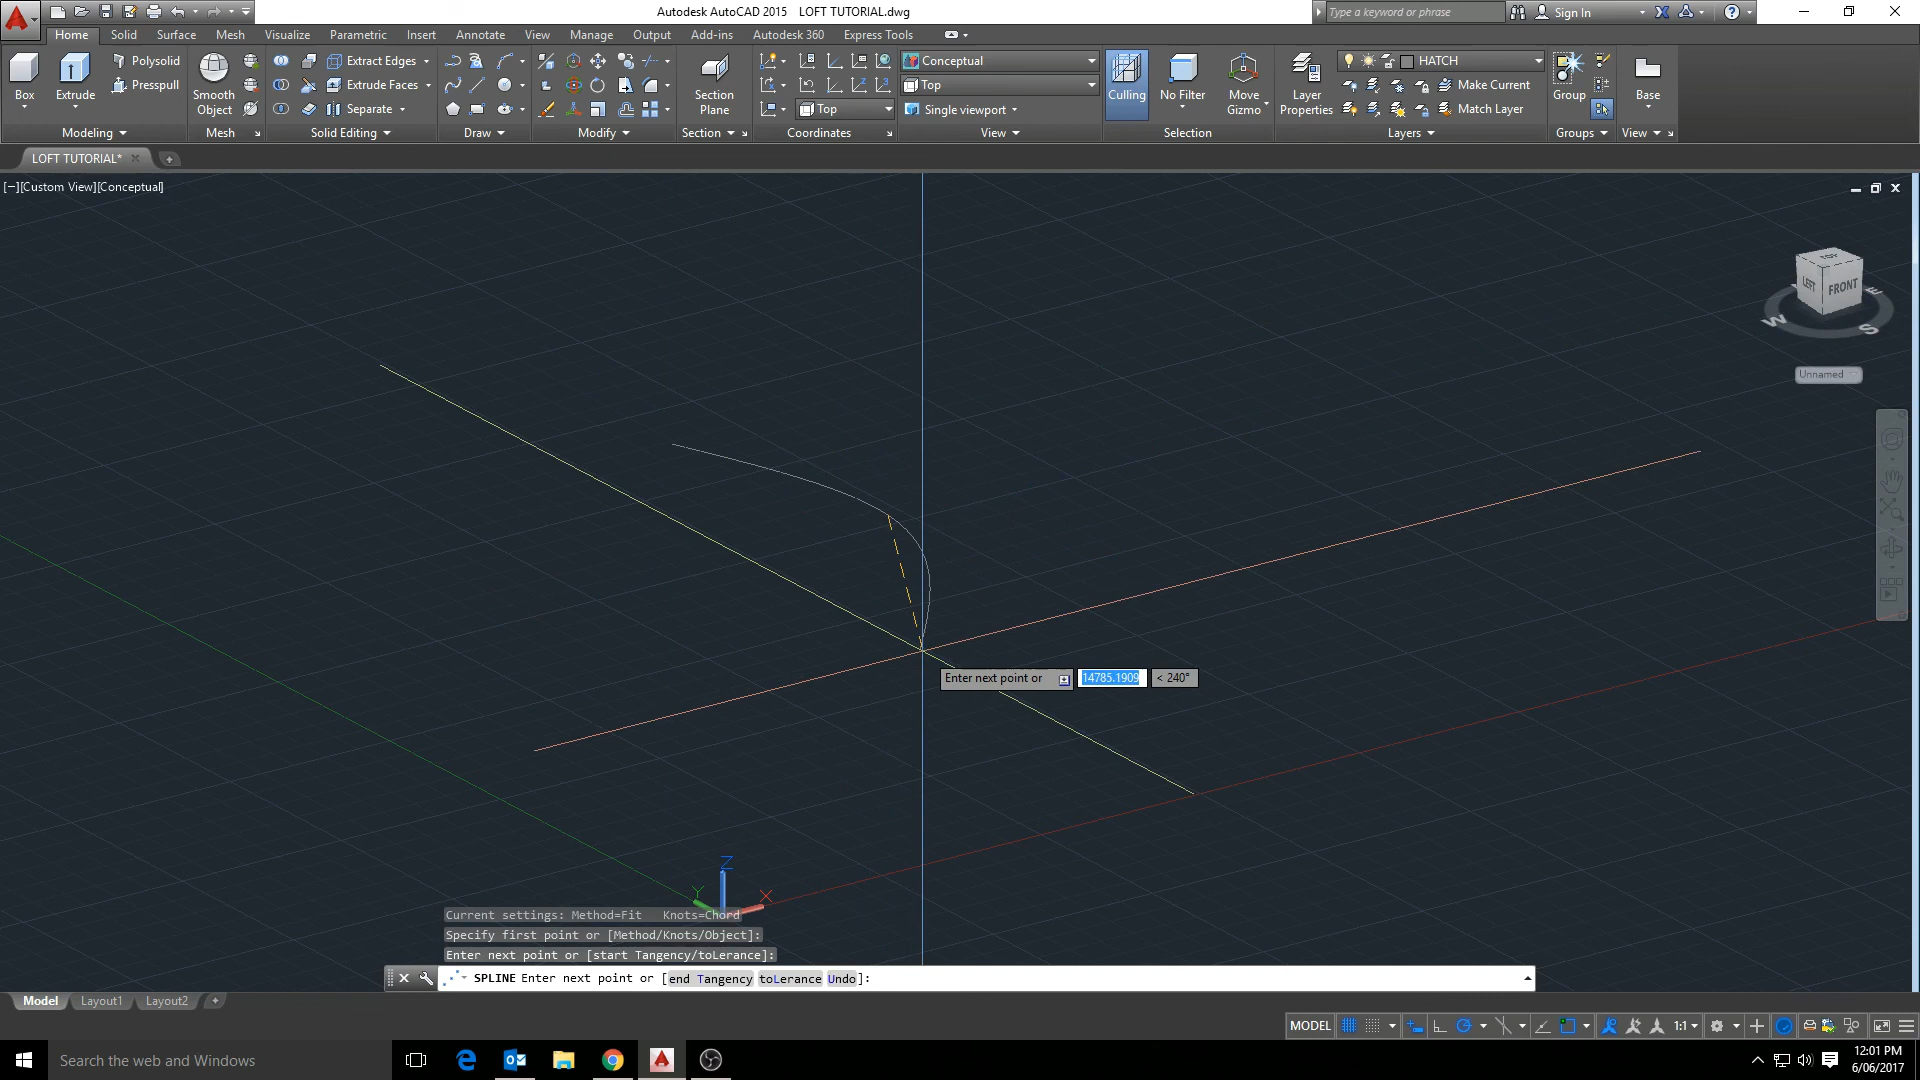 Autodesk AutoCAD 2015 LOFT TUTORIAL.dwg
Type a keyword or phrase
Sign In
Home Solid Surface Mesh Visualize Parametric Insert Annotate View Manage Output Add-ins Autodesk 360 Express Tools
Box
Extrude
Polysolid
Presspull
Smooth Object
Extract Edges
Extrude Faces
Separate
Section Plane
Top
Conceptual
Top
Single viewport
Culling
No Filter
Move Gizmo
Layer Properties
HATCH
Make Current
Match Layer
Group
Base
Modeling Mesh Solid Editing Draw Modify Section Coordinates View Selection Layers Groups View
LOFT TUTORIAL*
[−][Custom View][Conceptual]
TOP
LEFT FRONT
W S E
Unnamed
Enter next point or 14785.1909 < 240°
Z
Y X
Current settings: Method=Fit Knots=Chord
Specify first point or [Method/Knots/Object]:
Enter next point or [start Tangency/toLerance]:
SPLINE Enter next point or [end Tangency toLerance Undo]:
Model Layout1 Layout2
MODEL 1:1
Search the web and Windows
12:01 PM
6/06/2017